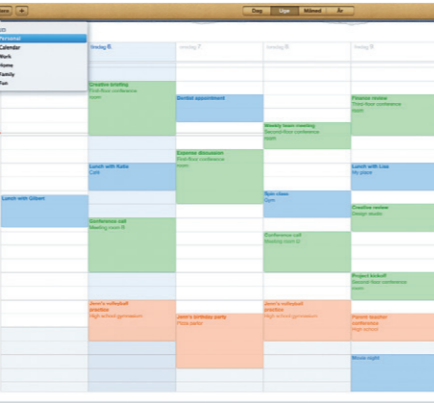 Dag Uge Måned År
Personal
Calendar
Work
Home
Family
Fun
tirsdag 6.
Creative briefing
First-floor conference
room
Dentist appointment
Finance review
Third-floor conference
room
Weekly team meeting
Second-floor conference
room
Expense discussion
First-floor conference
room
Lunch with Katie
Café
Lunch with Lisa
My place
Lunch with Gilbert
Spin class
Gym
Creative review
Design studio
Conference call
Meeting room
Conference call
Meeting room
Project kickoff
Second-floor conference
room
Jenn's volleyball
practice
High school gymnasium
Jenn's birthday party
Pizza parlor
Jenn's volleyball
practice
High school gymnasium
Parent-teacher
conference
High school
Movie night